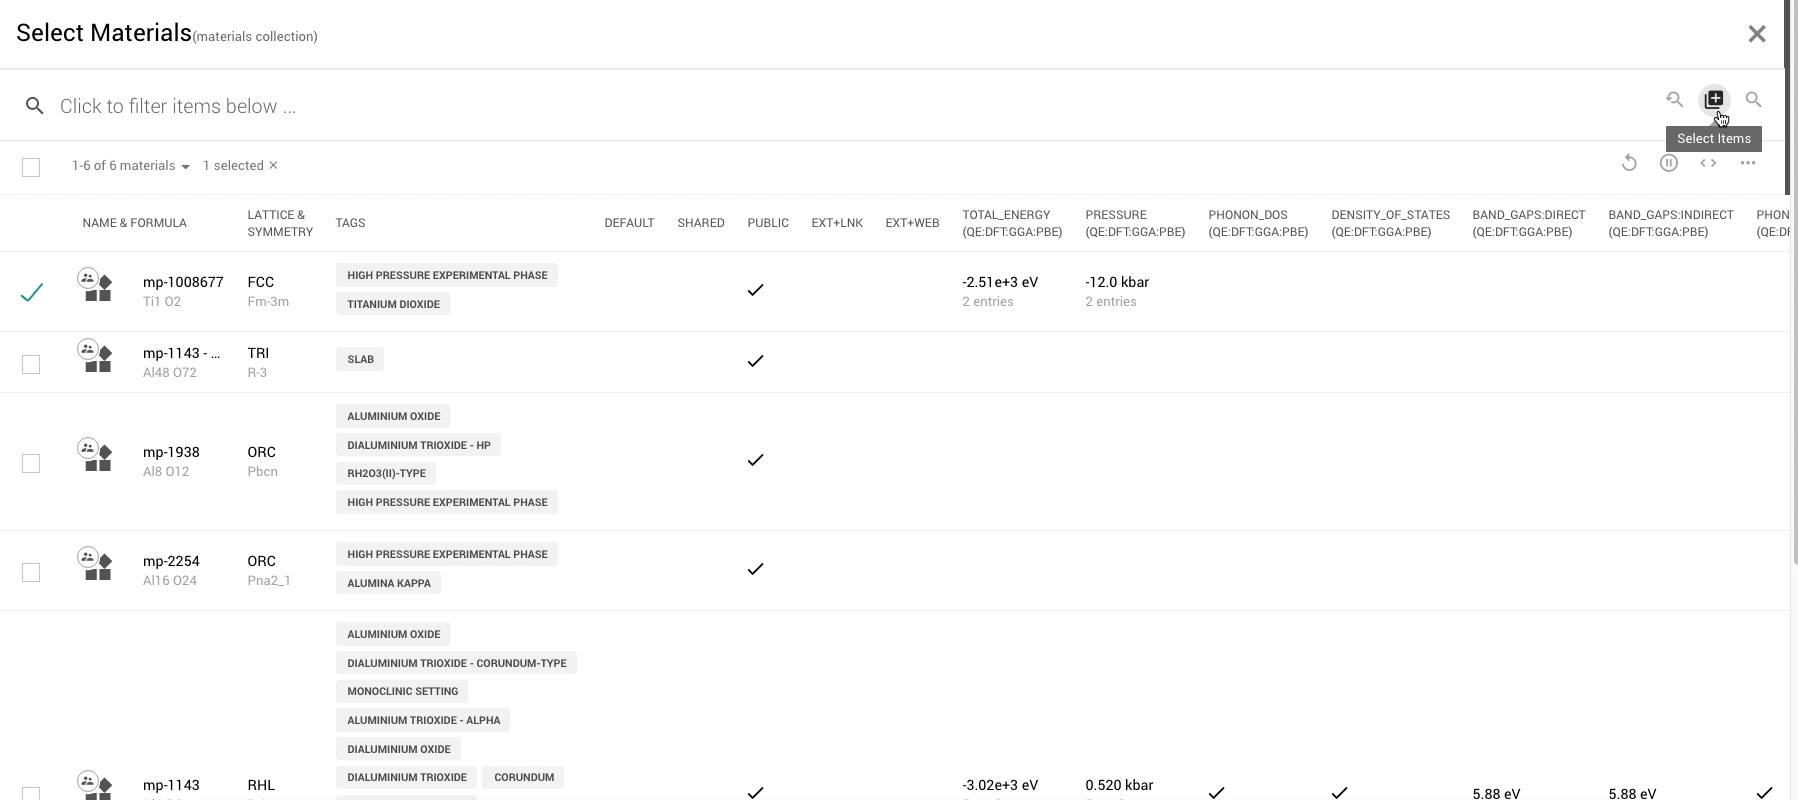 Select Materials(materials collection)
Click to filter items below ...
Select Items
1-6 of 6 materials 1 selected ×
NAME & FORMULA LATTICE & SYMMETRY TAGS DEFAULT SHARED PUBLIC EXT+LNK EXT+WEB TOTAL_ENERGY (QE:DFT:GGA:PBE) PRESSURE (QE:DFT:GGA:PBE) PHONON_DOS (QE:DFT:GGA:PBE) DENSITY_OF_STATES (QE:DFT:GGA:PBE) BAND_GAPS:DIRECT (QE:DFT:GGA:PBE) BAND_GAPS:INDIRECT (QE:DFT:GGA:PBE) PHON (QE:DF
HIGH PRESSURE EXPERIMENTAL PHASE
mp-1008677 FCC -2.51e+3 eV -12.0 kbar
Ti1 O2 Fm-3m TITANIUM DIOXIDE 2 entries 2 entries
mp-1143 - ... TRI SLAB
Al48 O72 R-3
ALUMINIUM OXIDE
DIALUMINIUM TRIOXIDE - HP
mp-1938 ORC
Al8 O12 Pbcn RH2O3(II)-TYPE
HIGH PRESSURE EXPERIMENTAL PHASE
mp-2254 ORC HIGH PRESSURE EXPERIMENTAL PHASE
Al16 O24 Pna2_1 ALUMINA KAPPA
ALUMINIUM OXIDE
DIALUMINIUM TRIOXIDE - CORUNDUM-TYPE
MONOCLINIC SETTING
ALUMINIUM TRIOXIDE - ALPHA
DIALUMINIUM OXIDE
DIALUMINIUM TRIOXIDE CORUNDUM
mp-1143 RHL -3.02e+3 eV 0.520 kbar 5.88 eV 5.88 eV